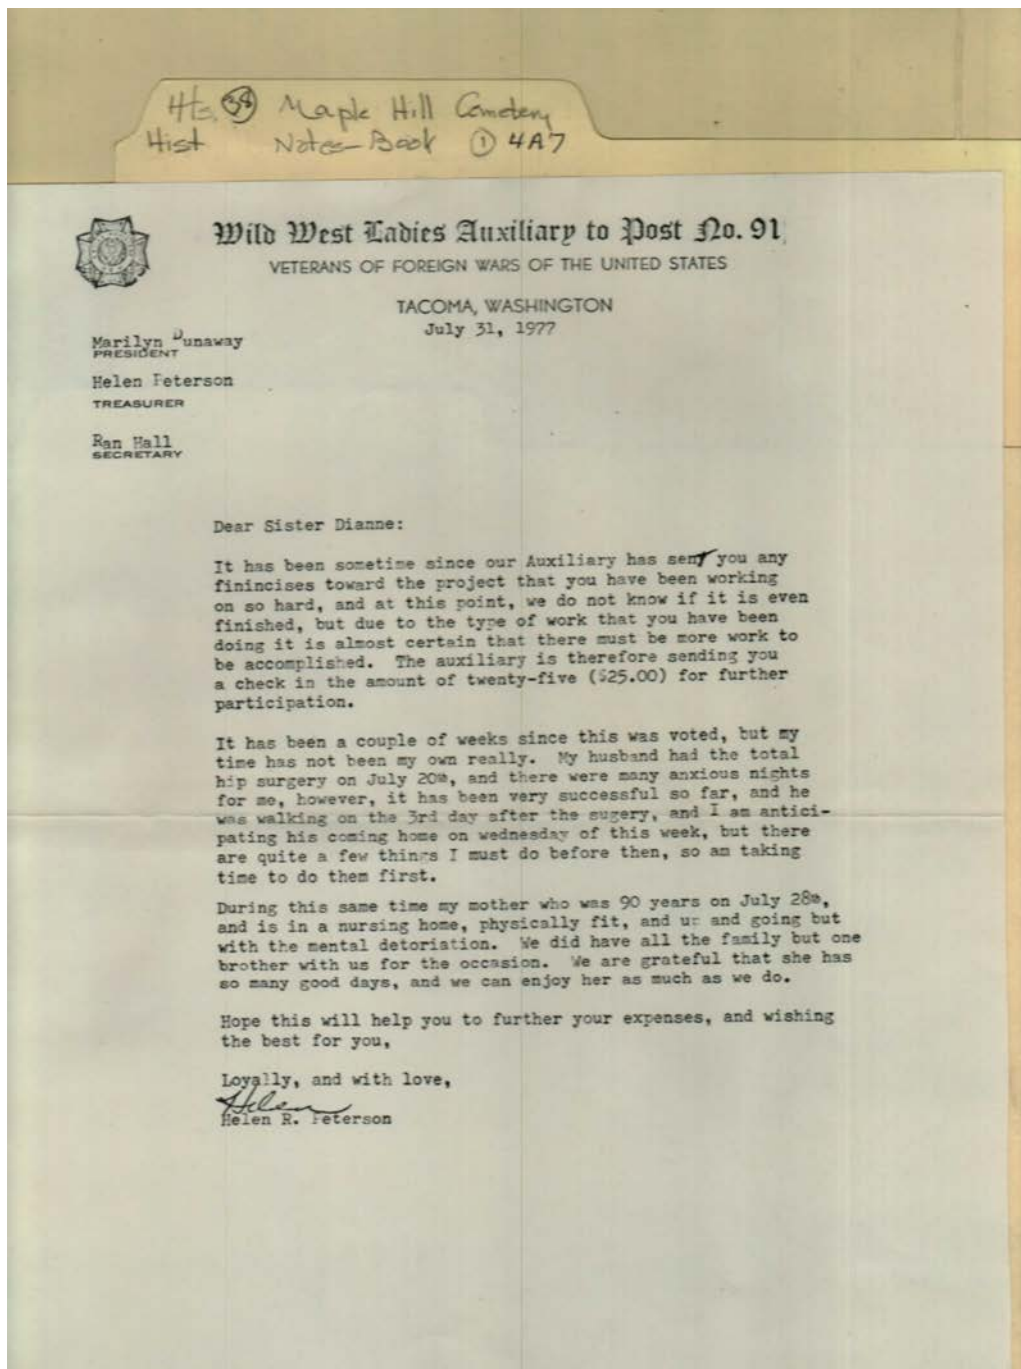 Hts. 38 Maple Hill Cemetery
Hist Notes-Book 1 4A7
Wild West Ladies Auxiliary to Post No. 91
VETERANS OF FOREIGN WARS OF THE UNITED STATES
TACOMA, WASHINGTON
July 31, 1977
Marilyn Dunaway
PRESIDENT
Helen Peterson
TREASURER
Ran Hall
SECRETARY
Dear Sister Dianne:
It has been sometime since our Auxiliary has sent you any
finincises toward the project that you have been working
on so hard, and at this point, we do not know if it is even
finished, but due to the type of work that you have been
doing it is almost certain that there must be more work to
be accomplished. The auxiliary is therefore sending you
a check in the amount of twenty-five ($25.00) for further
participation.
It has been a couple of weeks since this was voted, but my
time has not been my own really. My husband had the total
hip surgery on July 20th, and there were many anxious nights
for me, however, it has been very successful so far, and he
was walking on the 3rd day after the sugery, and I am antici-
pating his coming home on wednesday of this week, but there
are quite a few things I must do before then, so am taking
time to do them first.
During this same time my mother who was 90 years on July 28th,
and is in a nursing home, physically fit, and up and going but
with the mental detoriation. We did have all the family but one
brother with us for the occasion. We are grateful that she has
so many good days, and we can enjoy her as much as we do.
Hope this will help you to further your expenses, and wishing
the best for you,
Loyally, and with love,
Helen
Helen R. Peterson